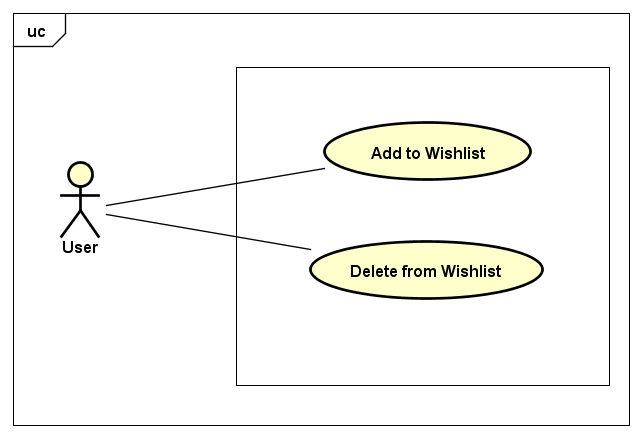 uc
Add to Wishlist
User
Delete from Wishlist